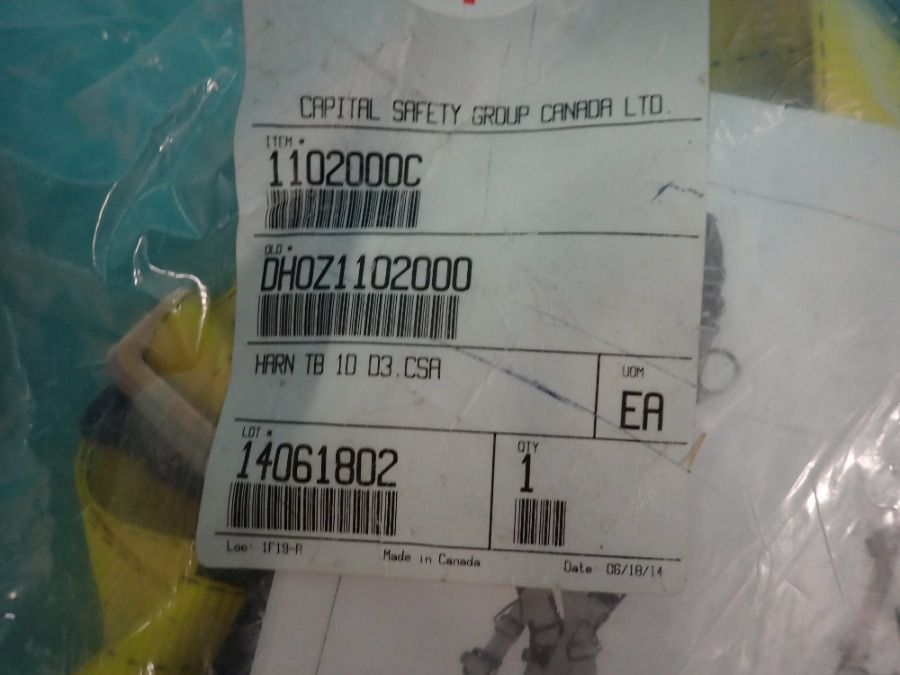 CAPITAL SAFETY GROUP CANADA LTD.
ITEM #
1102000C
OLD #
DHOZ1102000
HARN TB 1D D3.CSA
UOM
EA
LOT #
14061802
QTY
1
Loc: 1F19-A
Made in Canada
Date: 06/18/14